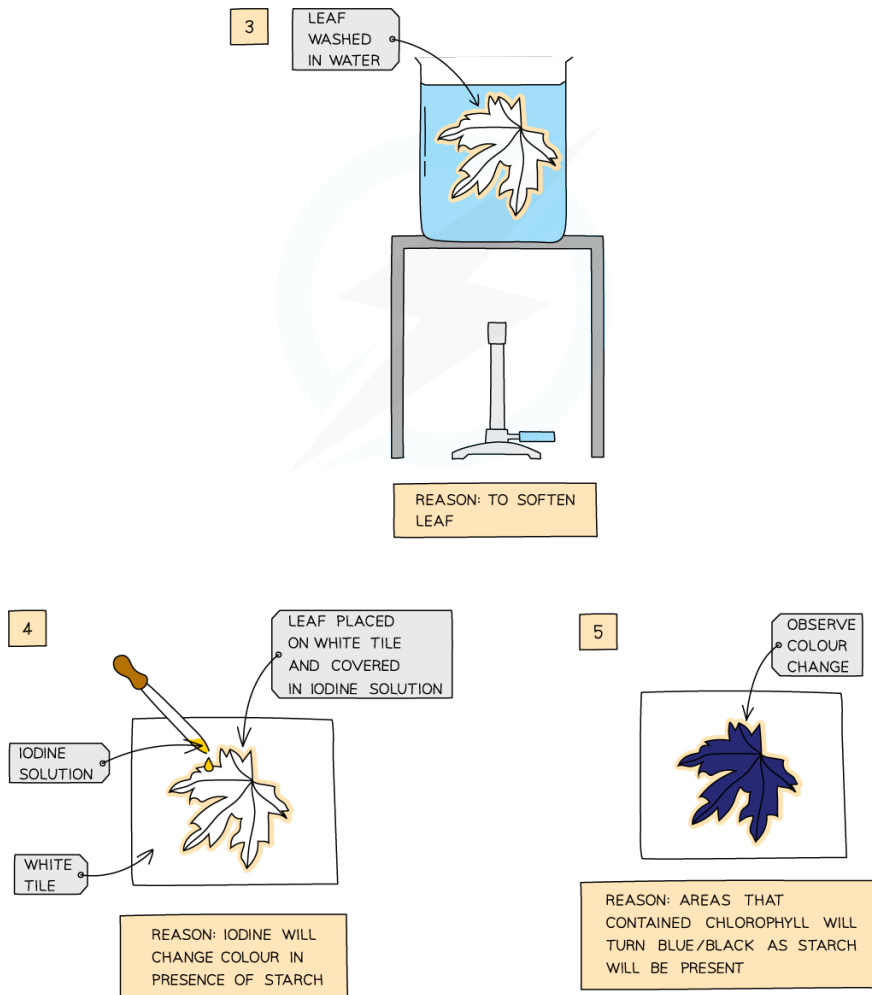 3
LEAF
WASHED
IN WATER
REASON: TO SOFTEN
LEAF
4
LEAF PLACED
ON WHITE TILE
AND COVERED
IN IODINE SOLUTION
IODINE
SOLUTION
WHITE
TILE
REASON: IODINE WILL
CHANGE COLOUR IN
PRESENCE OF STARCH
5
OBSERVE
COLOUR
CHANGE
REASON: AREAS THAT
CONTAINED CHLOROPHYLL WILL
TURN BLUE/BLACK AS STARCH
WILL BE PRESENT